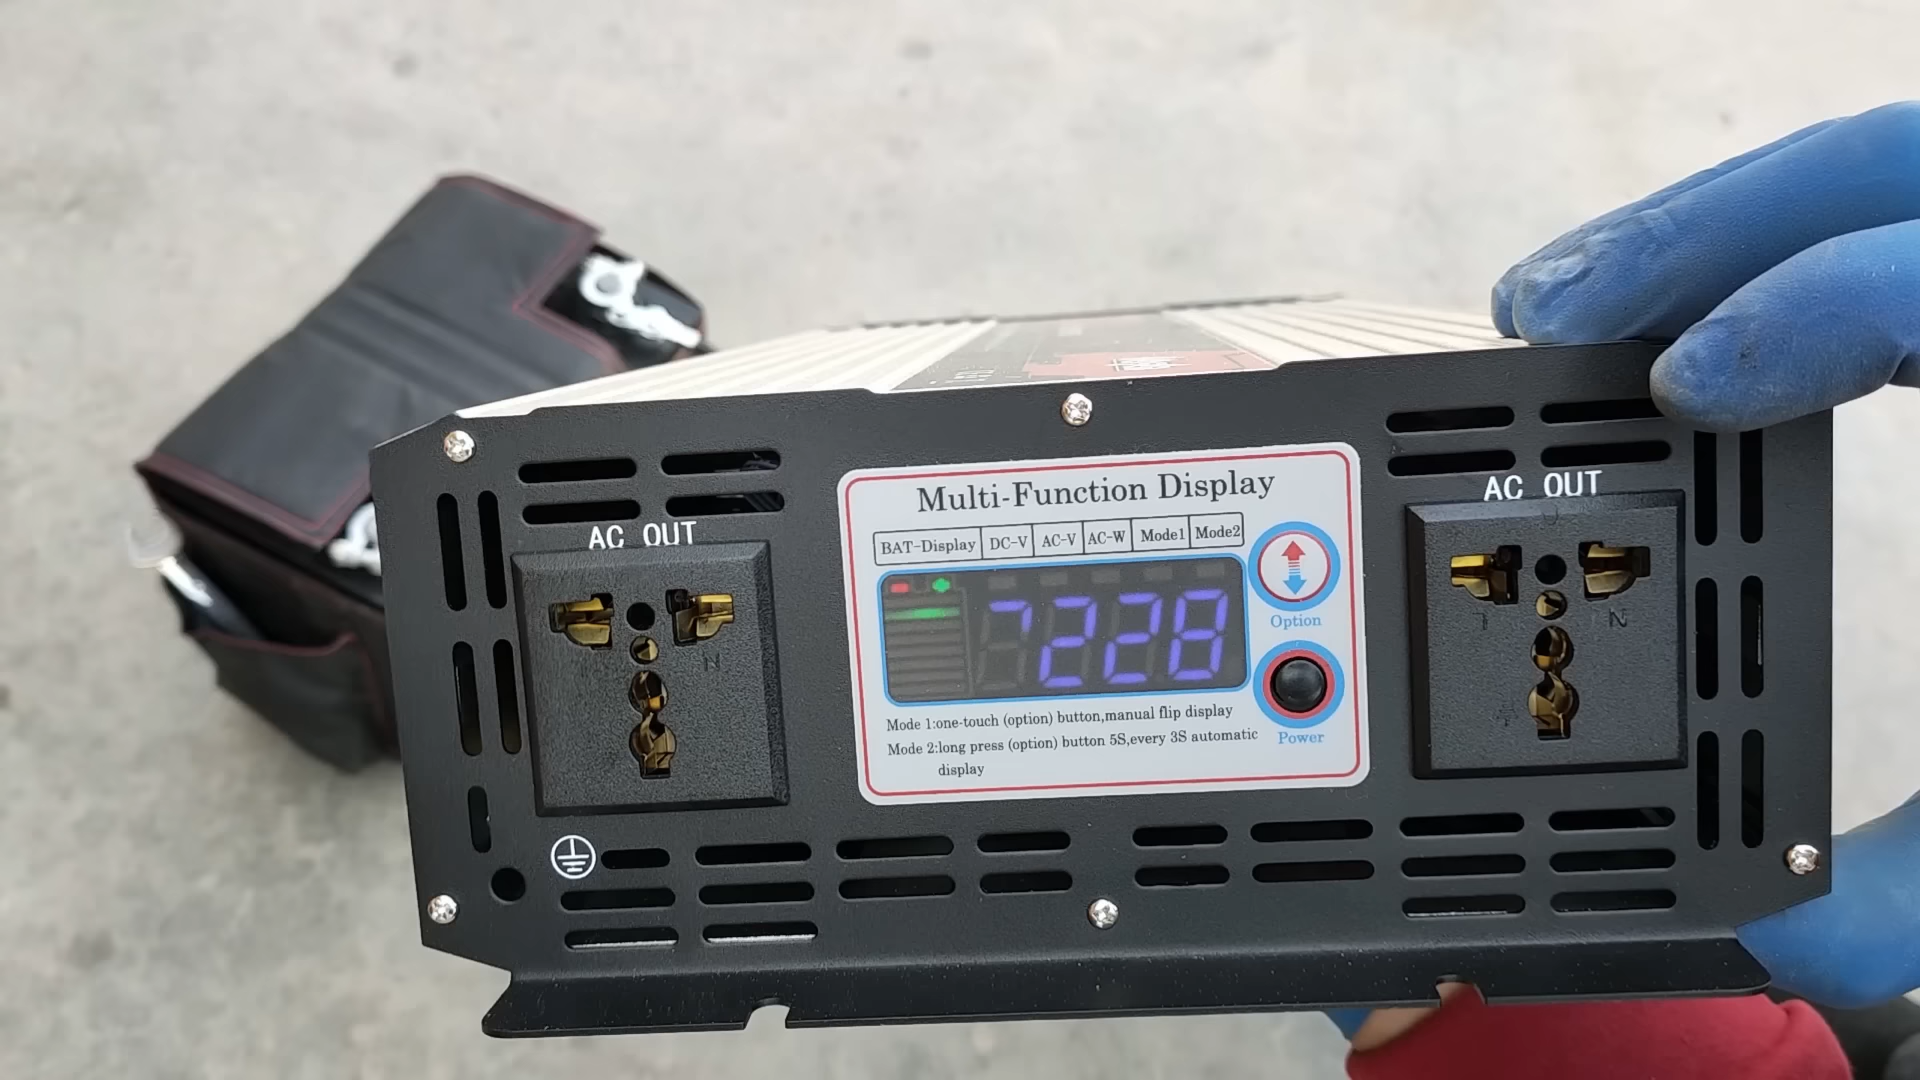 Multi-Function Display
BAT-Display DC-V AC-V AC-W Mode1 Mode2
AC OUT
AC OUT
7228
Option
L N
N
Mode 1:one-touch (option) button,manual flip display
Mode 2:long press (option) button 5S,every 3S automatic
display
Power